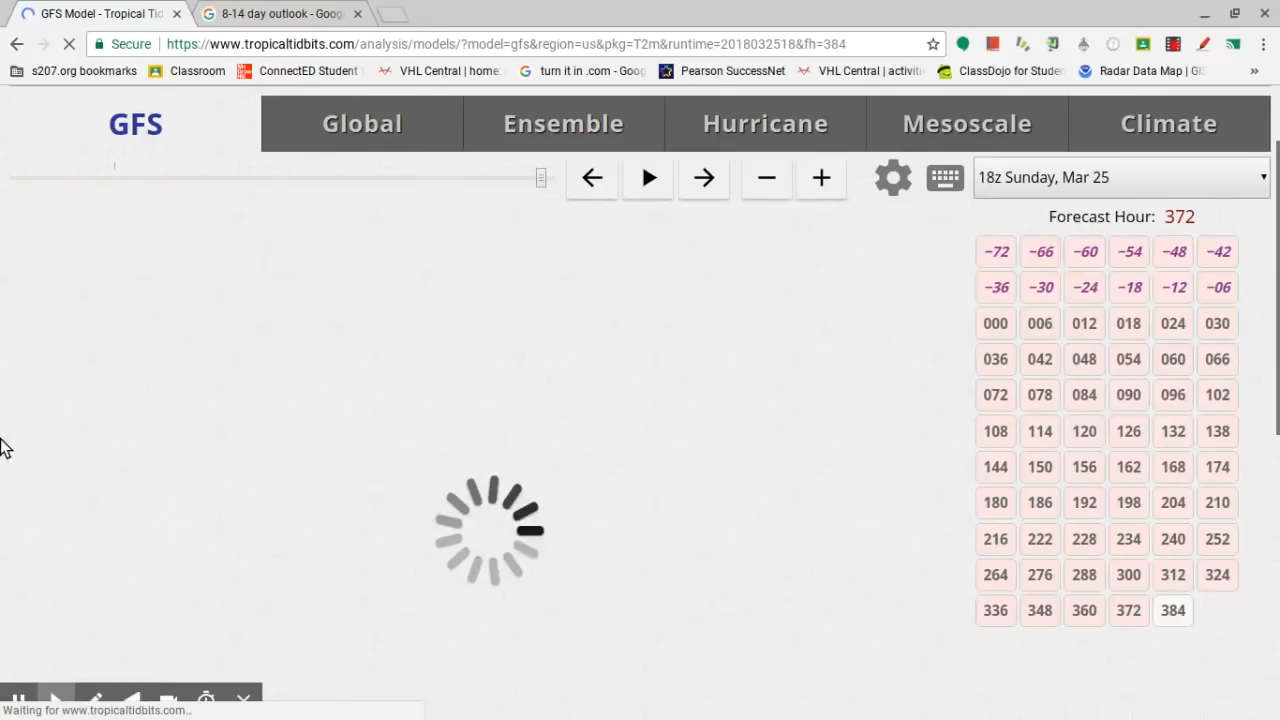 GFS Model - Tropical Tid
8-14 day outlook - Goog
Secure
https://www.tropicaltidbits.com/analysis/models/?model=gfs&region=us&pkg=T2m&runtime=2018032518&fh=384
s207.org bookmarks
Classroom
ConnectED Student
VHL Central | home:
turn it in .com - Goog
Pearson SuccessNet
VHL Central | activiti
ClassDojo for Stude
Radar Data Map | GI
GFS
Global
Ensemble
Hurricane
Mesoscale
Climate
18z Sunday, Mar 25
Forecast Hour: 372
−72 −66 −60 −54 −48 −42
−36 −30 −24 −18 −12 −06
000 006 012 018 024 030
036 042 048 054 060 066
072 078 084 090 096 102
108 114 120 126 132 138
144 150 156 162 168 174
180 186 192 198 204 210
216 222 228 234 240 252
264 276 288 300 312 324
336 348 360 372 384
Waiting for www.tropicaltidbits.com...